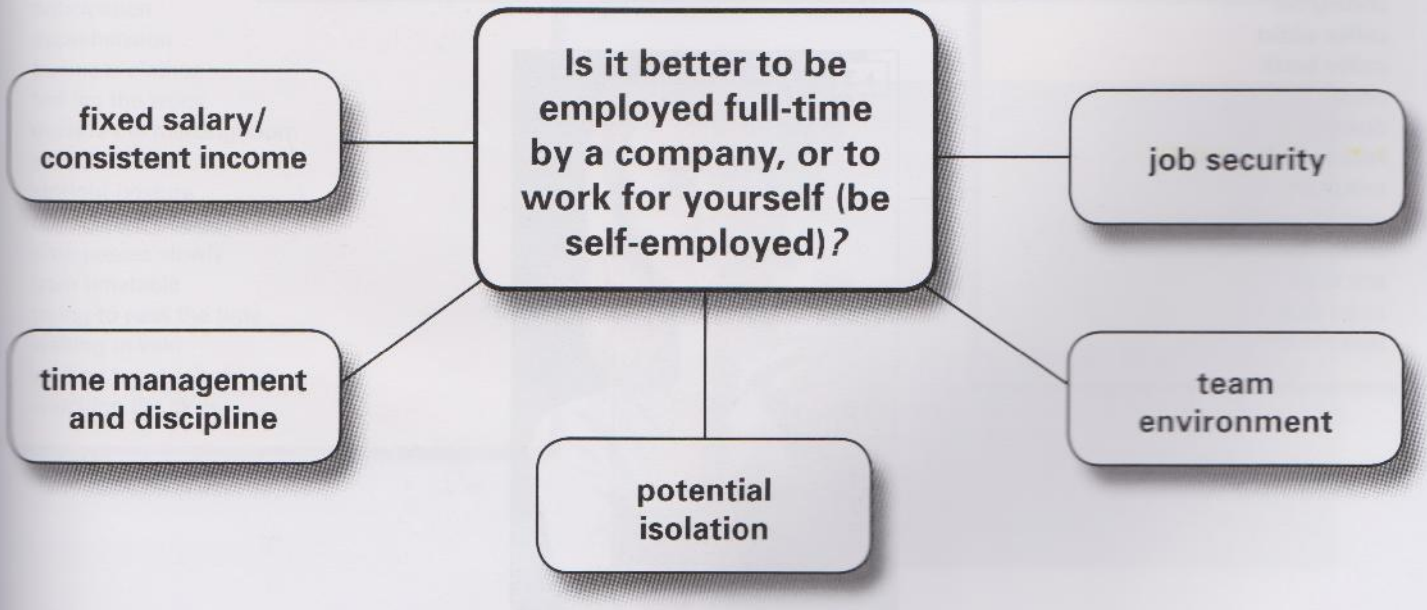 Is it better to be
employed full-time
by a company, or to
work for yourself (be
self-employed)?
fixed salary/
consistent income
job security
time management
and discipline
team
environment
potential
isolation